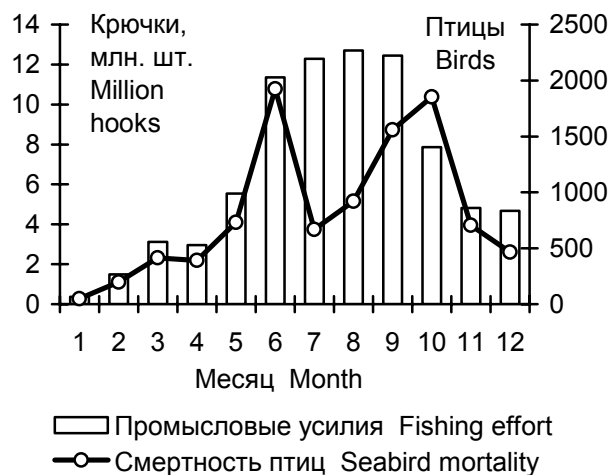 Крючки,
млн. шт.
Million
hooks
Птицы
Birds
14
12
10
8
6
4
2
0
2500
2000
1500
1000
500
0
1 2 3 4 5 6 7 8 9 10 11 12
Месяц Month
Промысловые усилия Fishing effort
Смертность птиц Seabird mortality